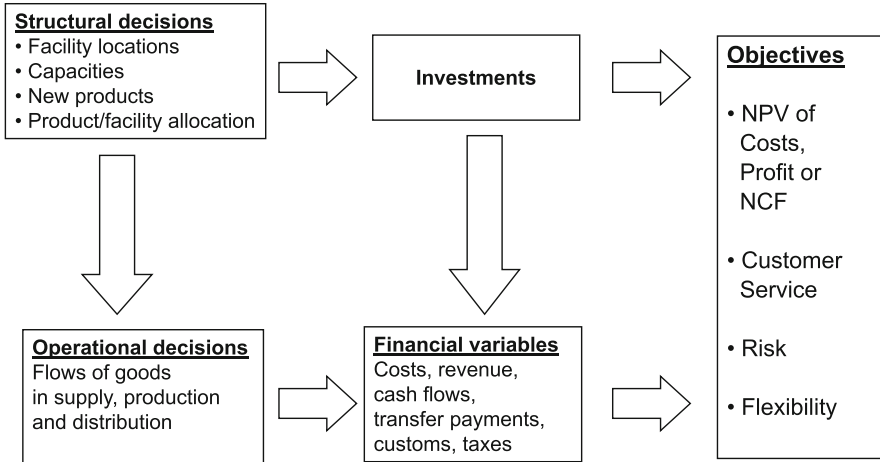 Structural decisions
• Facility locations
• Capacities
• New products
• Product/facility allocation
Investments
Objectives
• NPV of
Costs,
Profit or
NCF
• Customer
Service
• Risk
• Flexibility
Operational decisions
Flows of goods
in supply, production
and distribution
Financial variables
Costs, revenue,
cash flows,
transfer payments,
customs, taxes